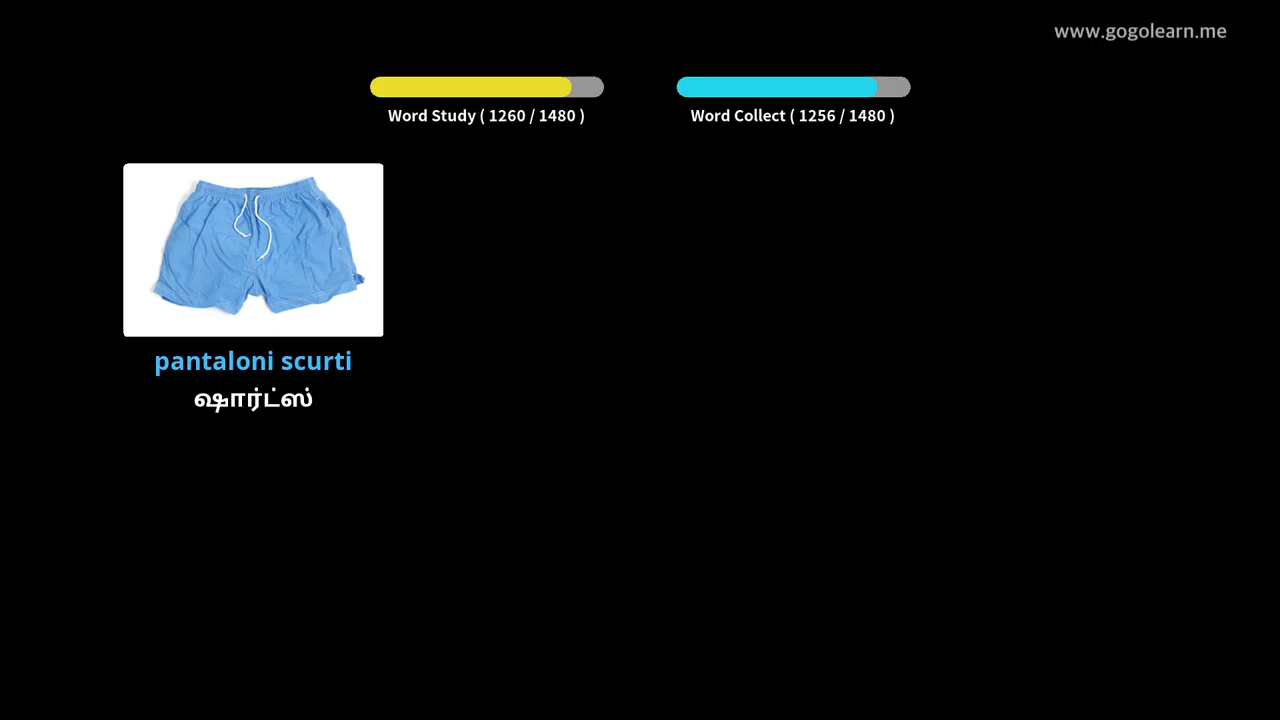 www.gogolearn.me
Word Study ( 1260 / 1480 )
Word Collect ( 1256 / 1480 )
pantaloni scurti
ஷார்ட்ஸ்